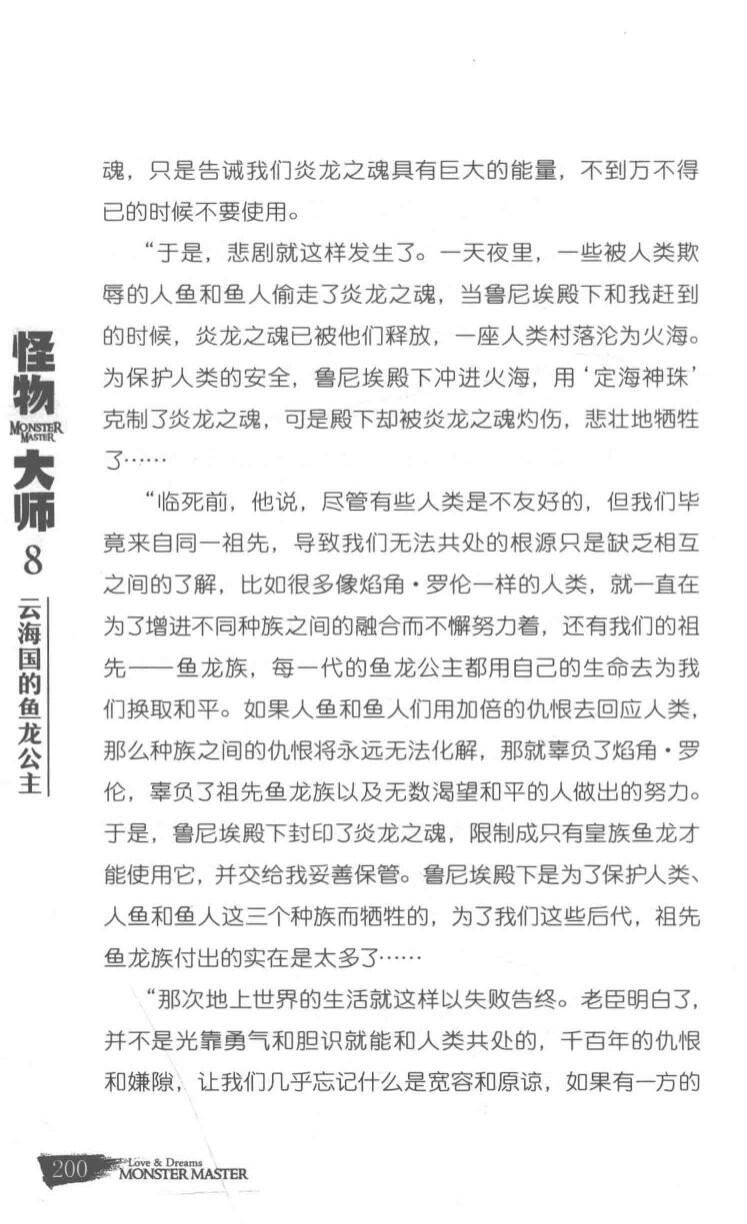 魂，只是告诫我们炎龙之魂具有巨大的能量，不到万不得
已的时候不要使用。
“于是，悲剧就这样发生了。一天夜里，一些被人类欺
辱的人鱼和鱼人偷走了炎龙之魂，当鲁尼埃殿下和我赶到
的时候，炎龙之魂已被他们释放，一座人类村落沦为火海。
为保护人类的安全，鲁尼埃殿下冲进火海，用‘定海神珠’
克制了炎龙之魂，可是殿下却被炎龙之魂灼伤，悲壮地牺牲
了……
“临死前，他说，尽管有些人类是不友好的，但我们毕
竟来自同一祖先，导致我们无法共处的根源只是缺乏相互
之间的了解，比如很多像焰角·罗伦一样的人类，就一直在
为了增进不同种族之间的融合而不懈努力着，还有我们的祖
先——鱼龙族，每一代的鱼龙公主都用自己的生命去为我
们换取和平。如果人鱼和鱼人们用加倍的仇恨去回应人类，
那么种族之间的仇恨将永远无法化解，那就辜负了焰角·罗
伦，辜负了祖先鱼龙族以及无数渴望和平的人做出的努力。
于是，鲁尼埃殿下封印了炎龙之魂，限制成只有皇族鱼龙才
能使用它，并交给我妥善保管。鲁尼埃殿下是为了保护人类、
人鱼和鱼人这三个种族而牺牲的，为了我们这些后代，祖先
鱼龙族付出的实在是太多了……
“那次地上世界的生活就这样以失败告终。老臣明白了，
并不是光靠勇气和胆识就能和人类共处的，千百年的仇恨
和嫌隙，让我们几乎忘记什么是宽容和原谅，如果有一方的
怪物
MONSTER
MASTER
大师
8
云海国的鱼龙公主
200
Love & Dreams
MONSTER MASTER